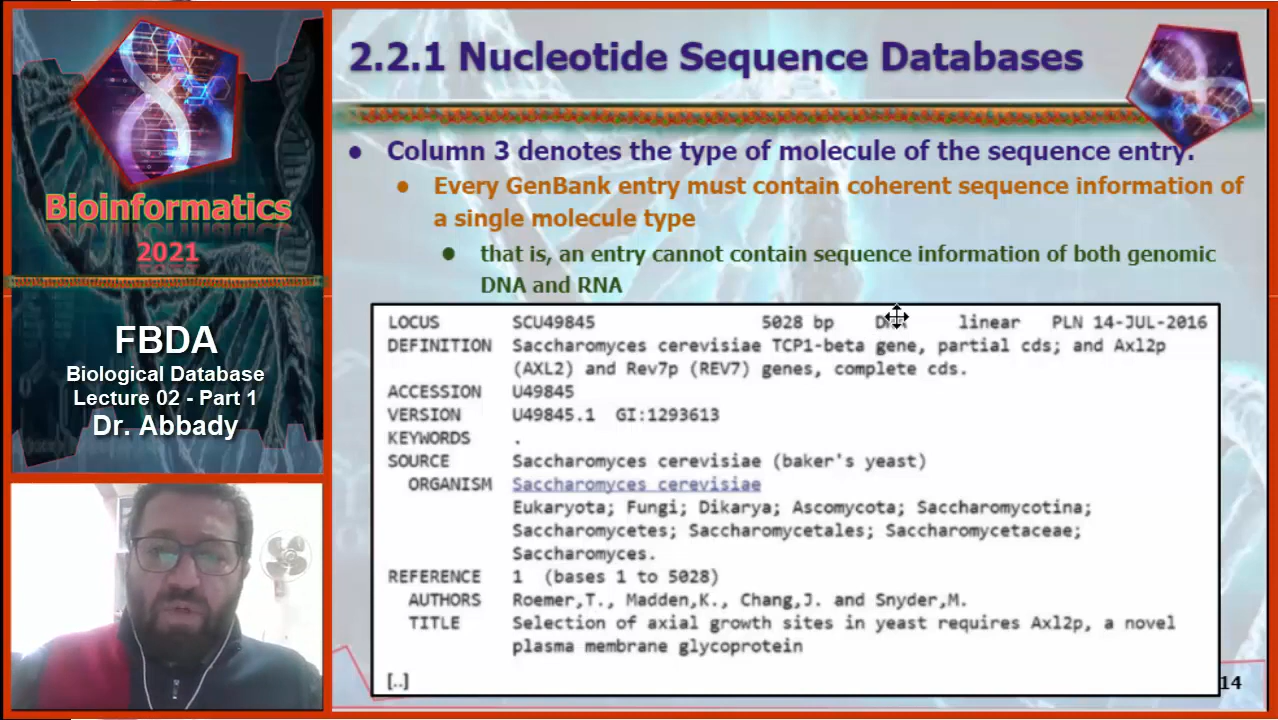 Bioinformatics
2021
FBDA
Biological Database
Lecture 02 - Part 1
Dr. Abbady
2.2.1 Nucleotide Sequence Databases
• Column 3 denotes the type of molecule of the sequence entry.
• Every GenBank entry must contain coherent sequence information of
a single molecule type
• that is, an entry cannot contain sequence information of both genomic
DNA and RNA
LOCUS SCU49845 5028 bp linear PLN 14-JUL-2016
DEFINITION Saccharomyces cerevisiae TCP1-beta gene, partial cds; and Axl2p
(AXL2) and Rev7p (REV7) genes, complete cds.
ACCESSION U49845
VERSION U49845.1 GI:1293613
KEYWORDS .
SOURCE Saccharomyces cerevisiae (baker's yeast)
ORGANISM Saccharomyces cerevisiae
Eukaryota; Fungi; Dikarya; Ascomycota; Saccharomycotina;
Saccharomycetes; Saccharomycetales; Saccharomycetaceae;
Saccharomyces.
REFERENCE 1 (bases 1 to 5028)
AUTHORS Roemer,T., Madden,K., Chang,J. and Snyder,M.
TITLE Selection of axial growth sites in yeast requires Axl2p, a novel
plasma membrane glycoprotein
[..]
14